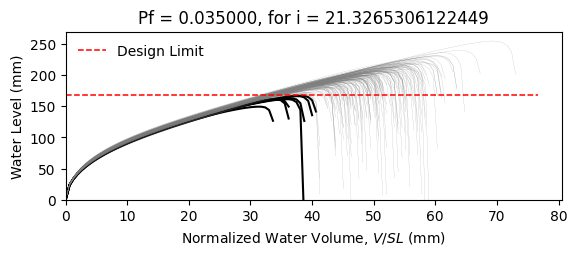 Pf = 0.035000, for i = 21.3265306122449
Design Limit
Water Level (mm)
250
200
150
100
50
0
0 10 20 30 40 50 60 70 80
Normalized Water Volume, V/SL (mm)